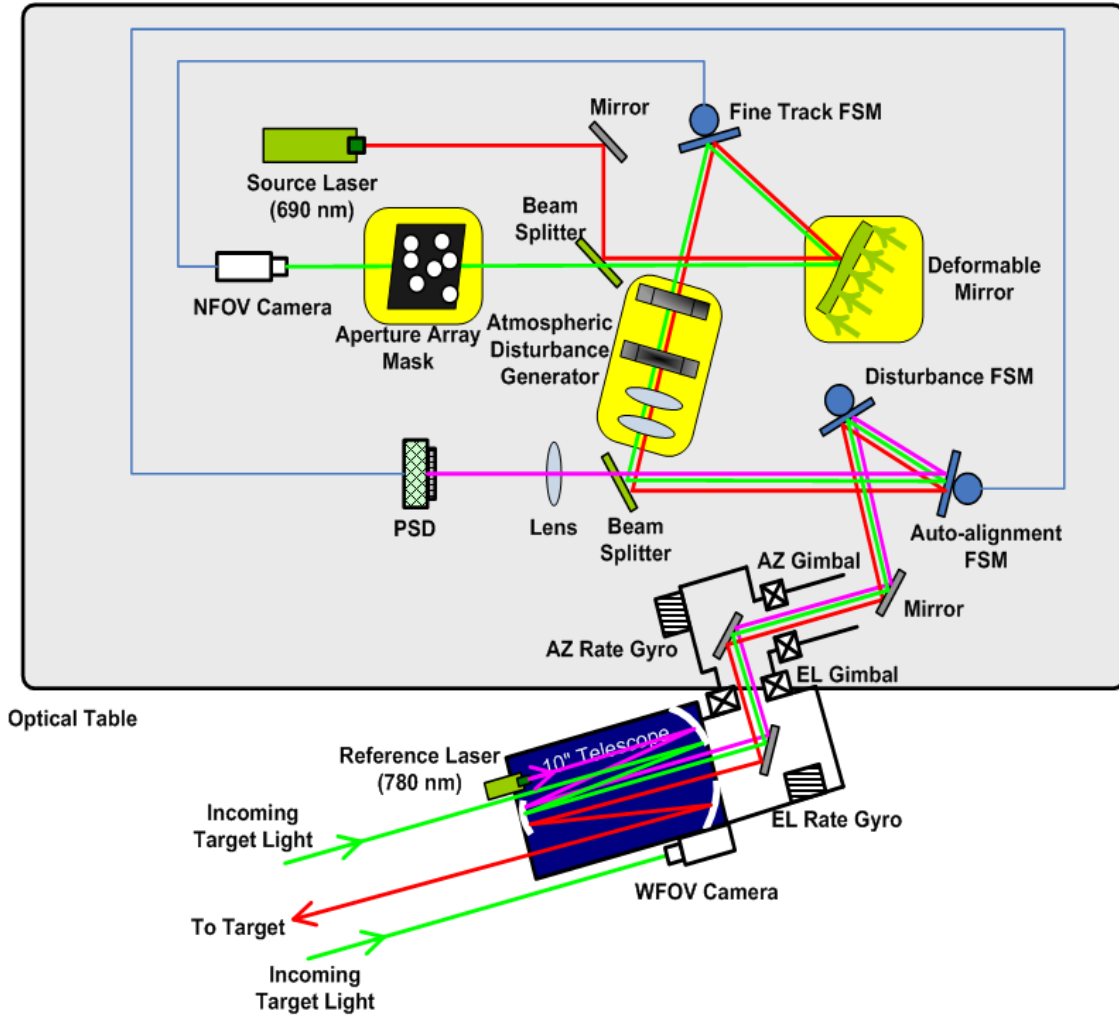 Mirror
Fine Track FSM
Source Laser
(690 nm)
Beam
Splitter
Deformable
Mirror
NFOV Camera
Aperture Array
Mask
Atmospheric
Disturbance
Generator
Disturbance FSM
PSD
Lens
Beam
Splitter
Auto-alignment
FSM
AZ Gimbal
Mirror
AZ Rate Gyro
EL Gimbal
Optical Table
10" Telescope
Reference Laser
(780 nm)
Incoming
Target Light
EL Rate Gyro
WFOV Camera
To Target
Incoming
Target Light